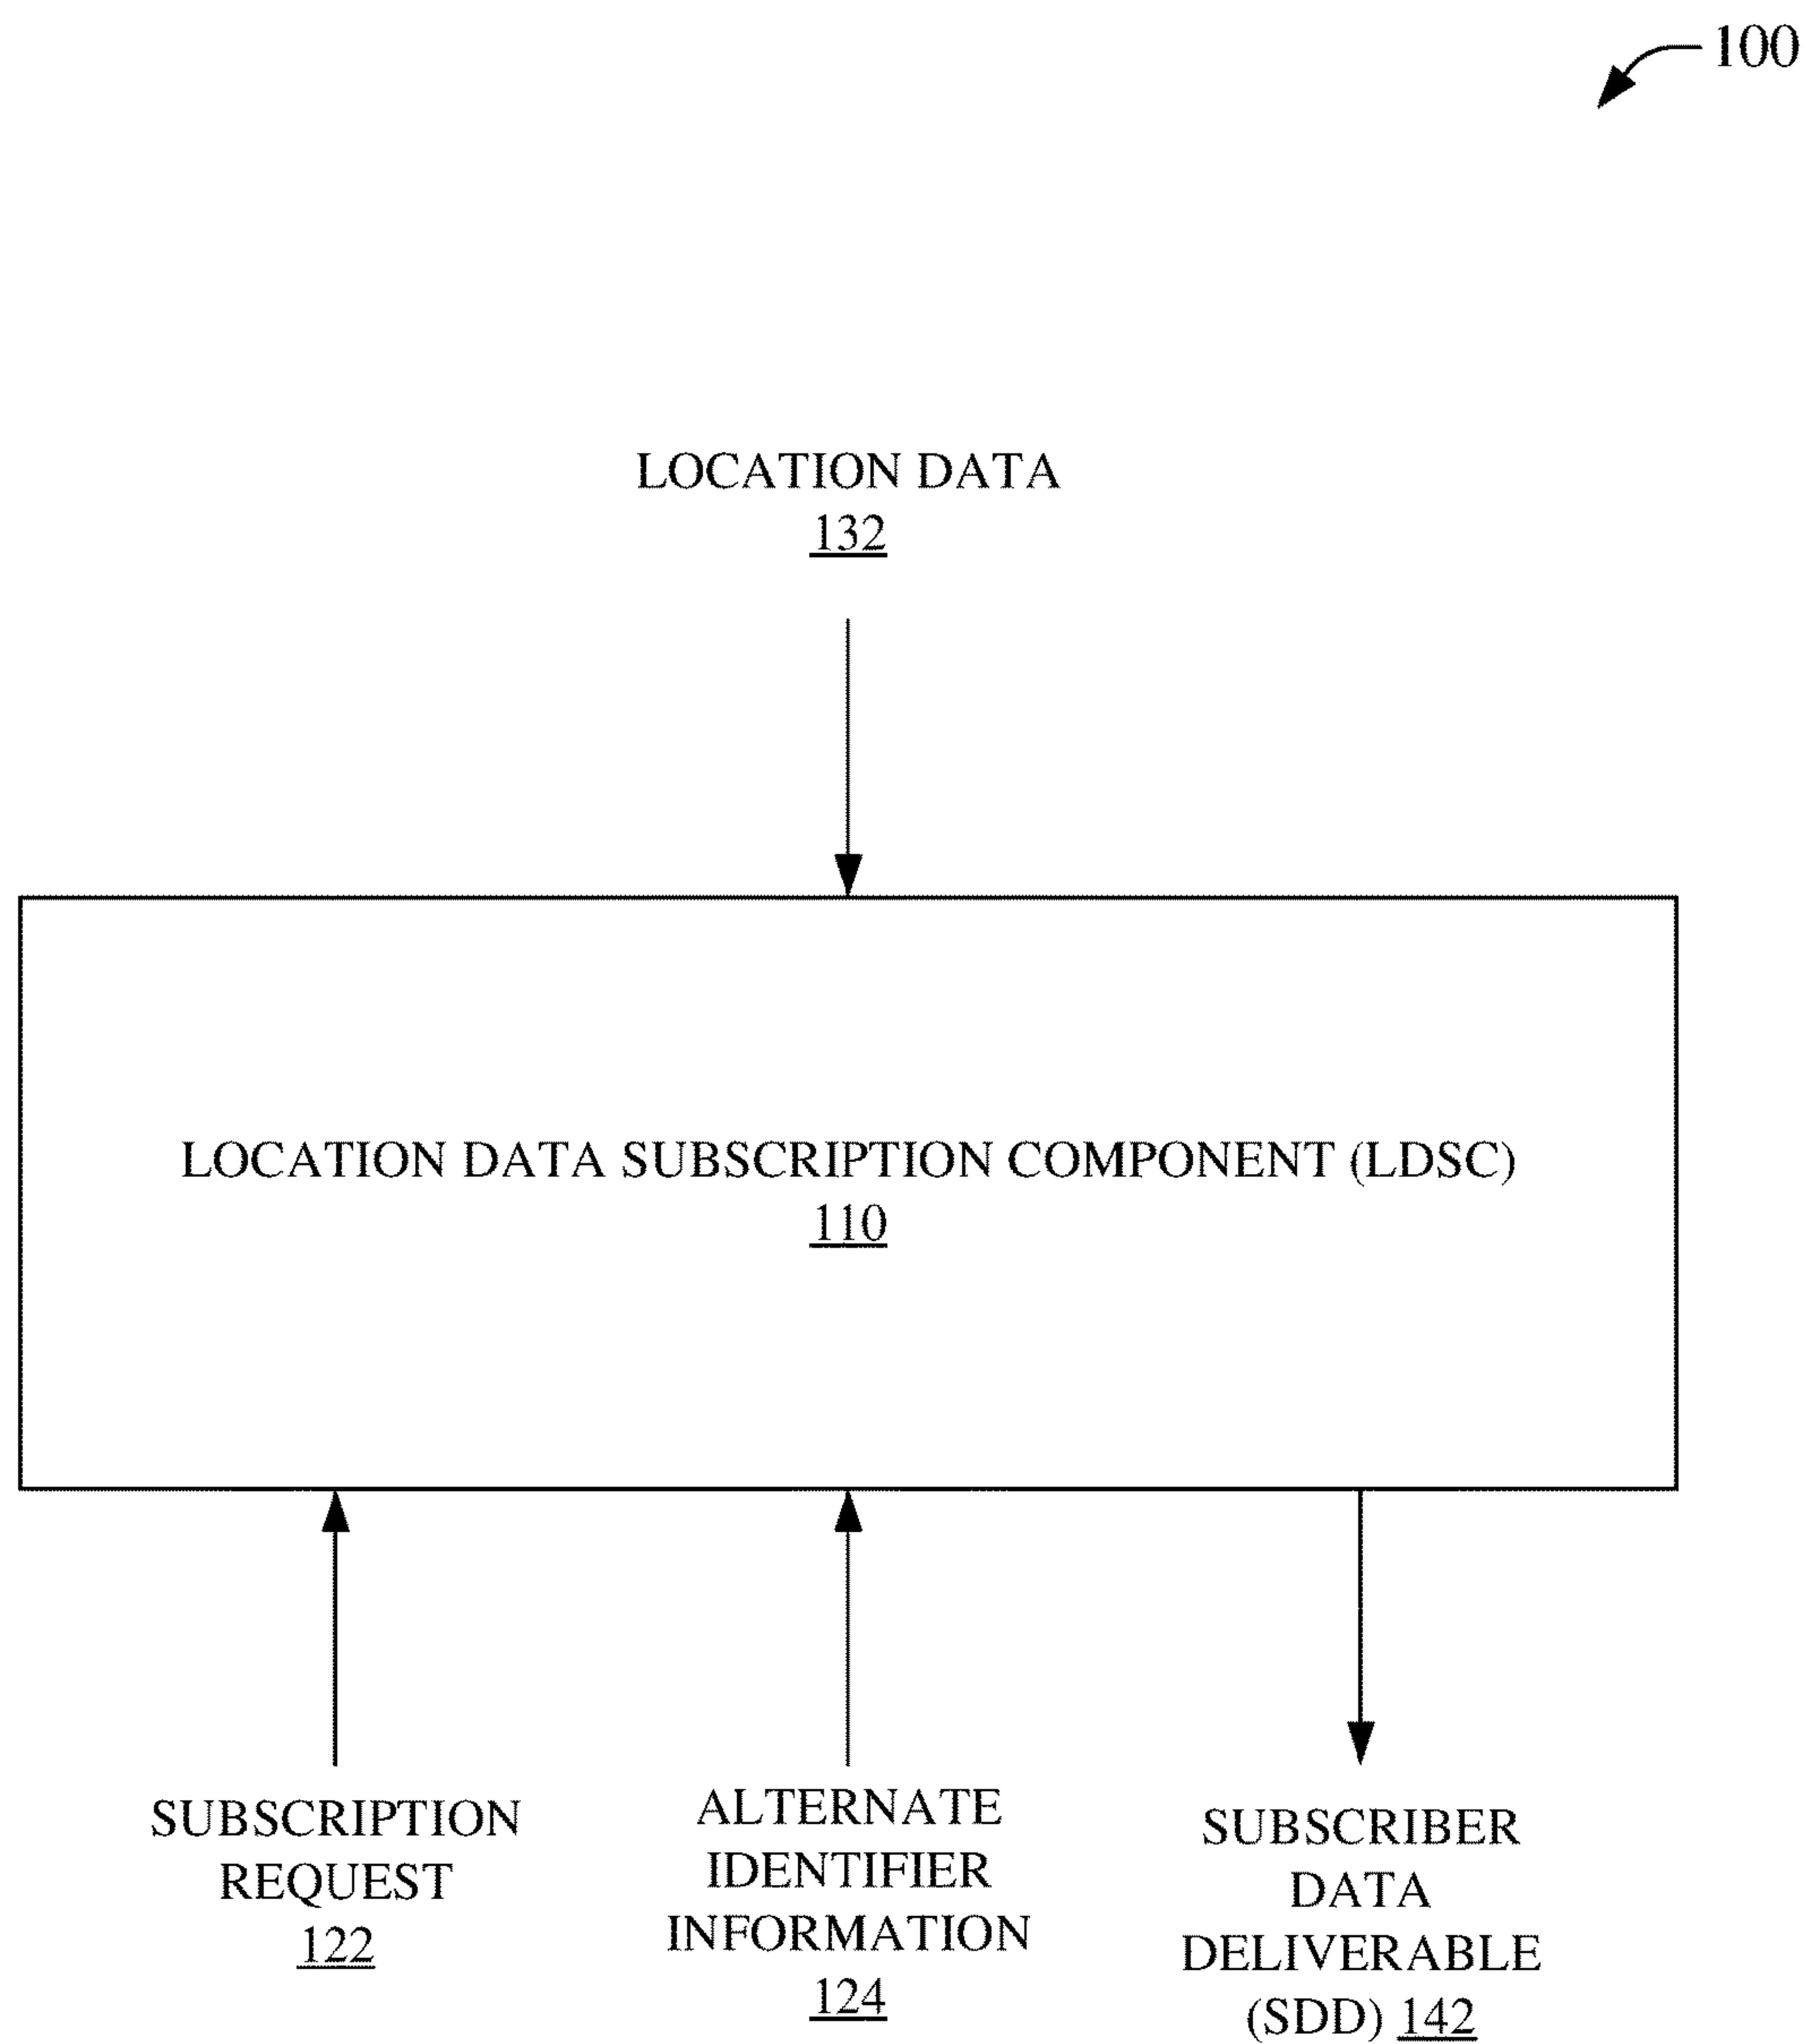 100
LOCATION DATA
132
LOCATION DATA SUBSCRIPTION COMPONENT (LDSC)
110
SUBSCRIPTION
REQUEST
122
ALTERNATE
IDENTIFIER
INFORMATION
124
SUBSCRIBER
DATA
DELIVERABLE
(SDD) 142